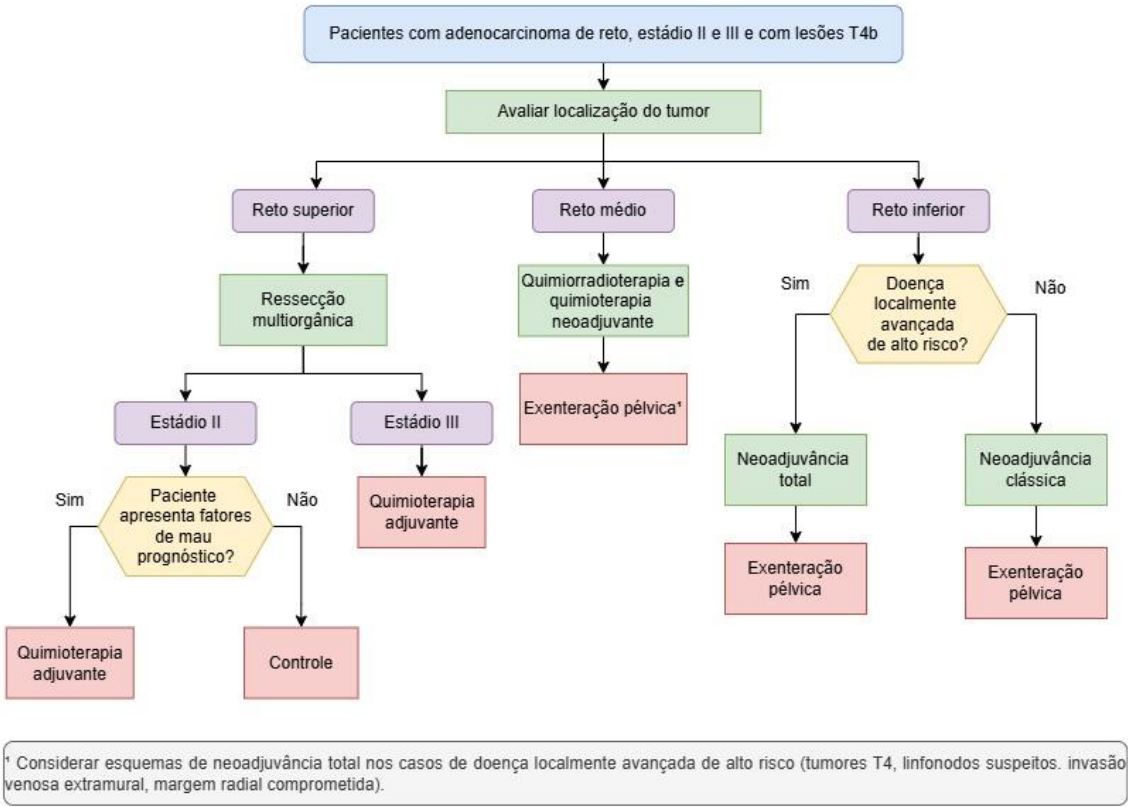 Pacientes com adenocarcinoma de reto, estádio II e III e com lesões T4b
Avaliar localização do tumor
Reto superior
Reto médio
Reto inferior
Ressecção
multiorgânica
Quimiorradioterapia e
quimioterapia
neoadjuvante
Sim
Doença
localmente
avançada
de alto risco?
Não
Exenteração pélvica¹
Estádio II
Estádio III
Neoadjuvância
total
Neoadjuvância
clássica
Sim
Paciente
apresenta fatores
de mau
prognóstico?
Não
Quimioterapia
adjuvante
Exenteração
pélvica
Exenteração
pélvica
Quimioterapia
adjuvante
Controle
¹ Considerar esquemas de neoadjuvância total nos casos de doença localmente avançada de alto risco (tumores T4, linfonodos suspeitos. invasão
venosa extramural, margem radial comprometida).